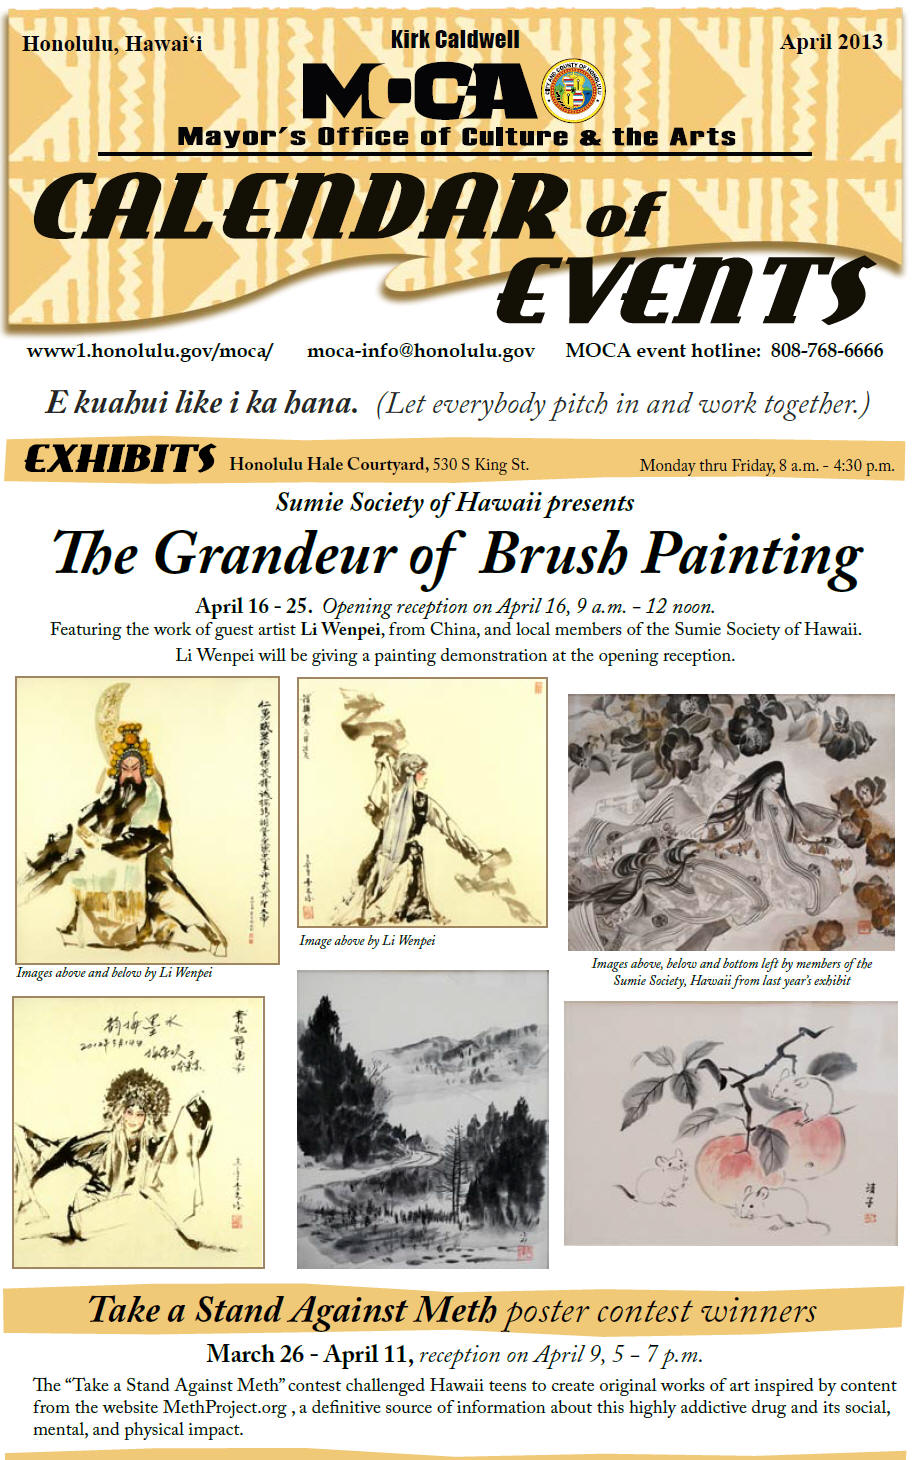 Honolulu, Hawai‘i
Kirk Caldwell
April 2013
MOCA
CITY AND COUNTY OF HONOLULU
Mayor's Office of Culture & the Arts
CALENDAR of
EVENTS
www1.honolulu.gov/moca/ moca-info@honolulu.gov MOCA event hotline: 808-768-6666
E kuahui like i ka hana. (Let everybody pitch in and work together.)
EXHIBITS Honolulu Hale Courtyard, 530 S King St. Monday thru Friday, 8 a.m. - 4:30 p.m.
Sumie Society of Hawaii presents
The Grandeur of Brush Painting
April 16 - 25. Opening reception on April 16, 9 a.m. – 12 noon.
Featuring the work of guest artist Li Wenpei, from China, and local members of the Sumie Society of Hawaii.
Li Wenpei will be giving a painting demonstration at the opening reception.
Images above and below by Li Wenpei
Image above by Li Wenpei
Images above, below and bottom left by members of the
Sumie Society, Hawaii from last year's exhibit
Take a Stand Against Meth poster contest winners
March 26 - April 11, reception on April 9, 5 – 7 p.m.
The “Take a Stand Against Meth” contest challenged Hawaii teens to create original works of art inspired by content
from the website MethProject.org , a definitive source of information about this highly addictive drug and its social,
mental, and physical impact.